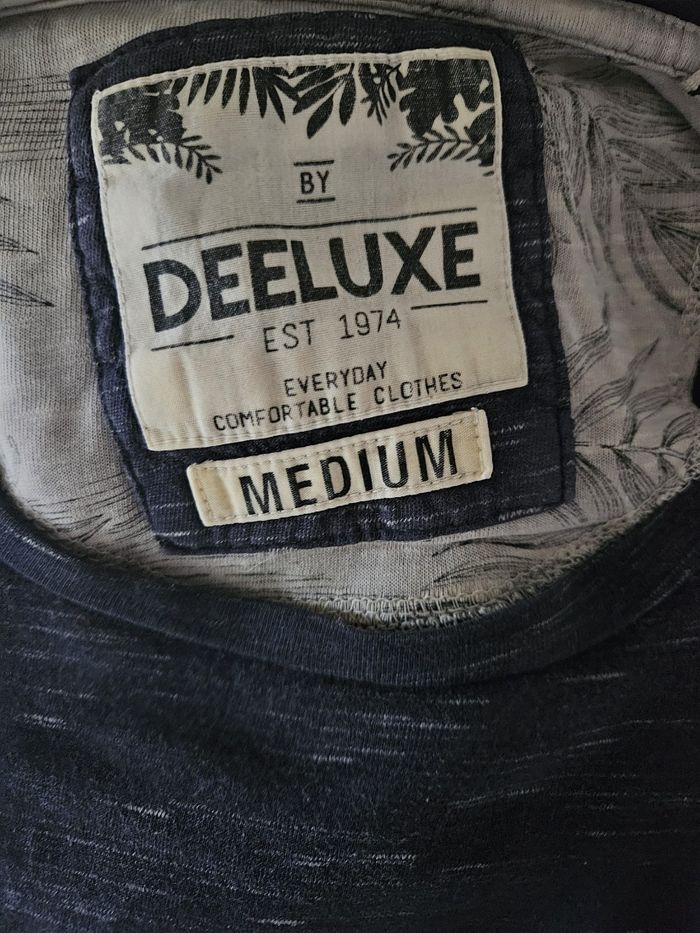 BY
DEELUXE
EST 1974
EVERYDAY
COMFORTABLE CLOTHES
MEDIUM